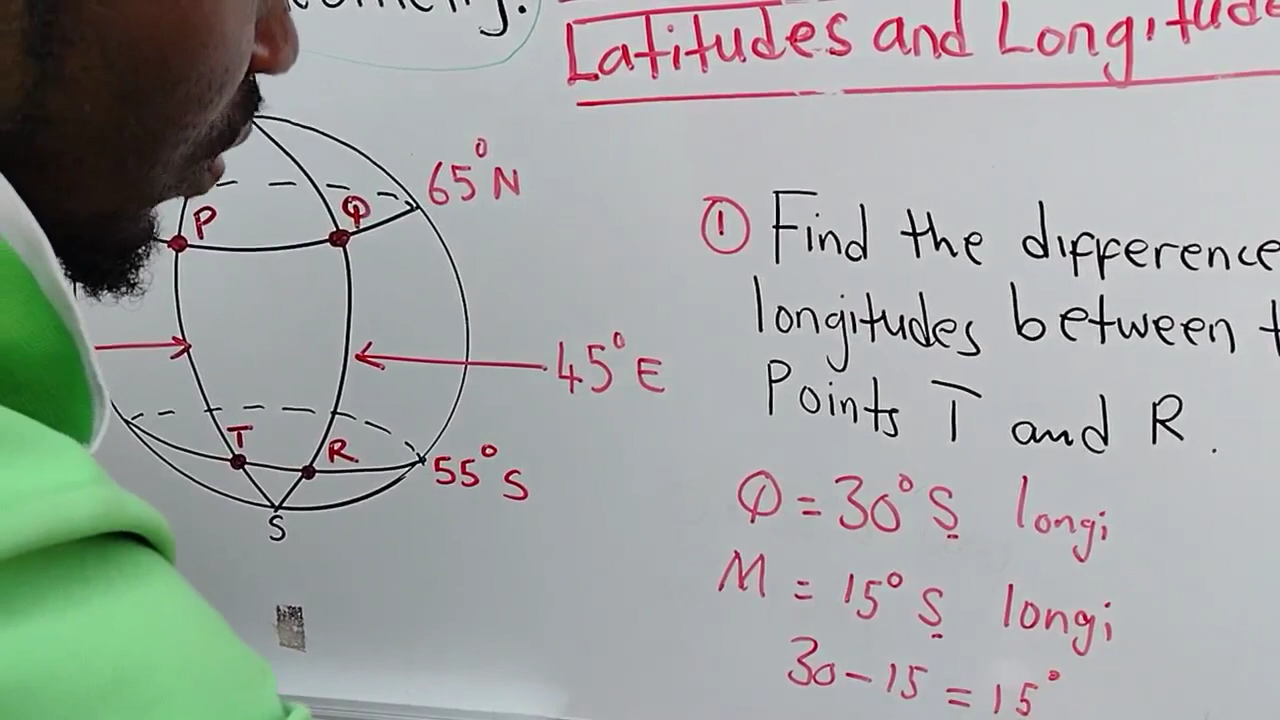 Latitudes and Longitude
65°N
P
Q
① Find the difference
longitudes between
45°E
Points T and R.
T
R
55°S
S
Q = 30°S longi
M = 15°S longi
30-15 = 15°